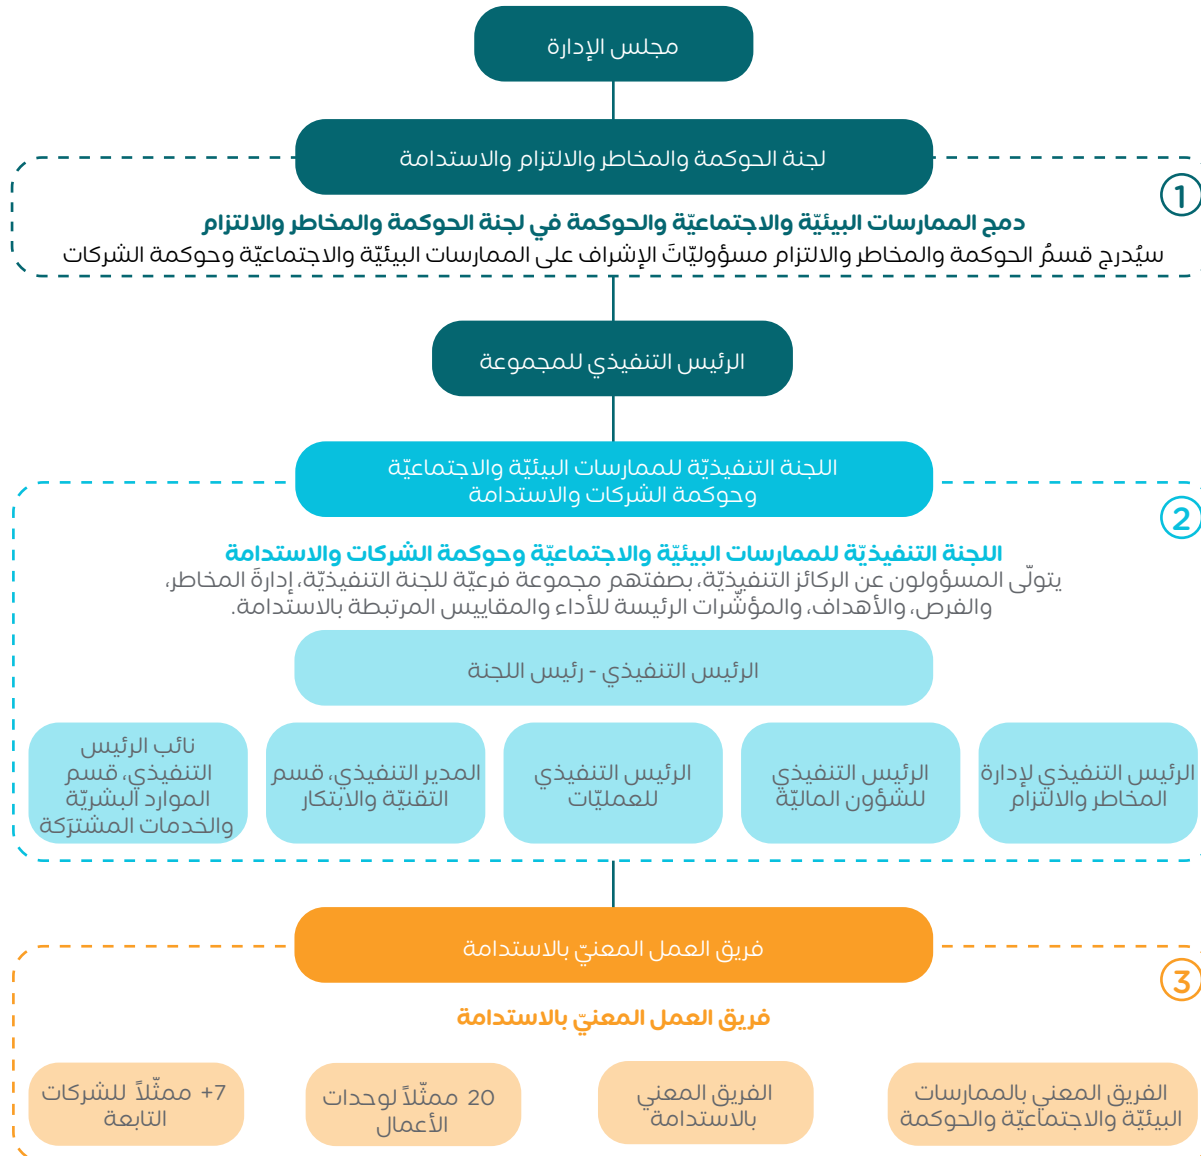 مجلس الإدارة
لجنة الحوكمة والمخاطر والالتزام والاستدامة
1
دمج الممارسات البيئيّة والاجتماعيّة والحوكمة في لجنة الحوكمة والمخاطر والالتزام
سيُدرج قسمُ الحوكمة والمخاطر والالتزام مسؤوليّاتَ الإشراف على الممارسات البيئيّة والاجتماعيّة وحوكمة الشركات
الرئيس التنفيذي للمجموعة
اللجنة التنفيذيّة للممارسات البيئيّة والاجتماعيّة
وحوكمة الشركات والاستدامة
2
اللجنة التنفيذيّة للممارسات البيئيّة والاجتماعيّة وحوكمة الشركات والاستدامة
يتولّى المسؤولون عن الركائز التنفيذيّة، بصفتهم مجموعة فرعيّة للجنة التنفيذيّة، إدارةَ المخاطر،
والفرص، والأهداف، والمؤشّرات الرئيسة للأداء والمقاييس المرتبطة بالاستدامة.
الرئيس التنفيذي - رئيس اللجنة
الرئيس التنفيذي لإدارة
المخاطر والالتزام
الرئيس التنفيذي
للشؤون الماليّة
الرئيس التنفيذي
للعمليّات
المدير التنفيذي، قسم
التقنيّة والابتكار
نائب الرئيس
التنفيذي، قسم
الموارد البشريّة
والخدمات المشترَكة
فريق العمل المعنيّ بالاستدامة
3
فريق العمل المعنيّ بالاستدامة
الفريق المعني بالممارسات
البيئيّة والاجتماعيّة والحوكمة
الفريق المعني
بالاستدامة
20 ممثّلاً لوحدات
الأعمال
+7 ممثّلاً للشركات
التابعة